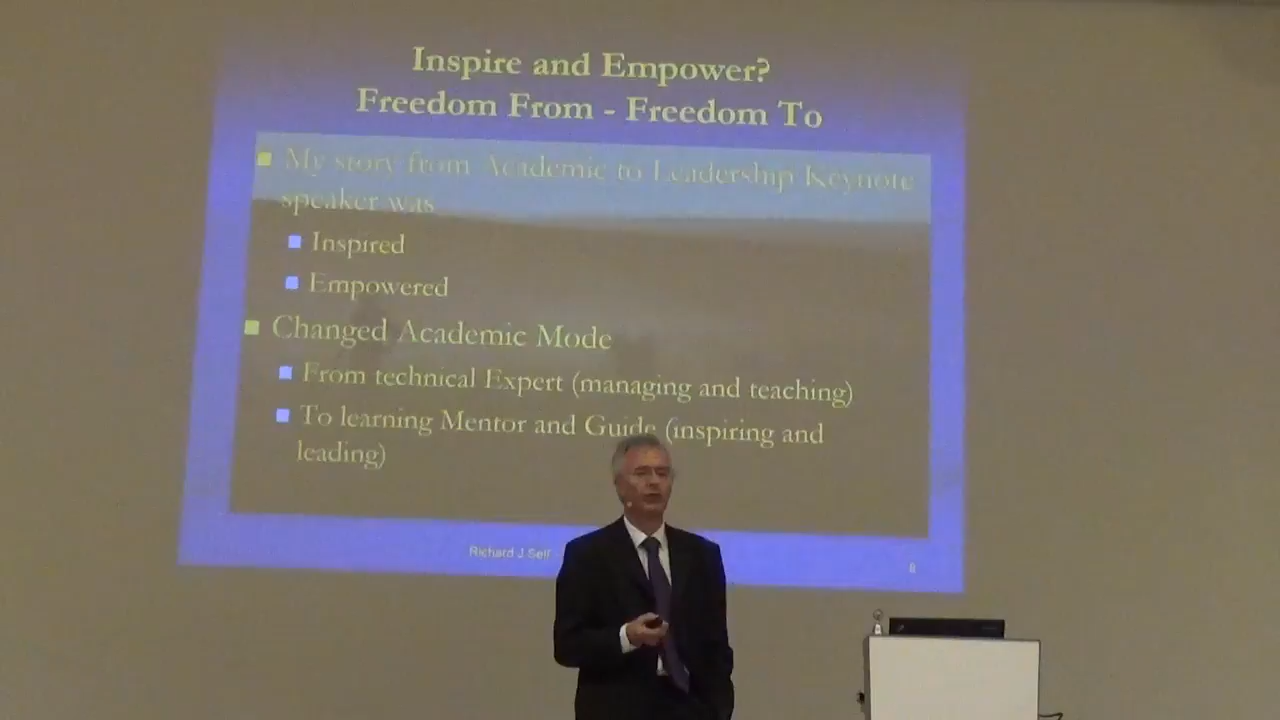 Inspire and Empower?
Freedom From - Freedom To
My story from Academic to Leadership Keynote
speaker was
Inspired
Empowered
Changed Academic Mode
From technical Expert (managing and teaching)
To learning Mentor and Guide (inspiring and
leading)
Richard J Self
8